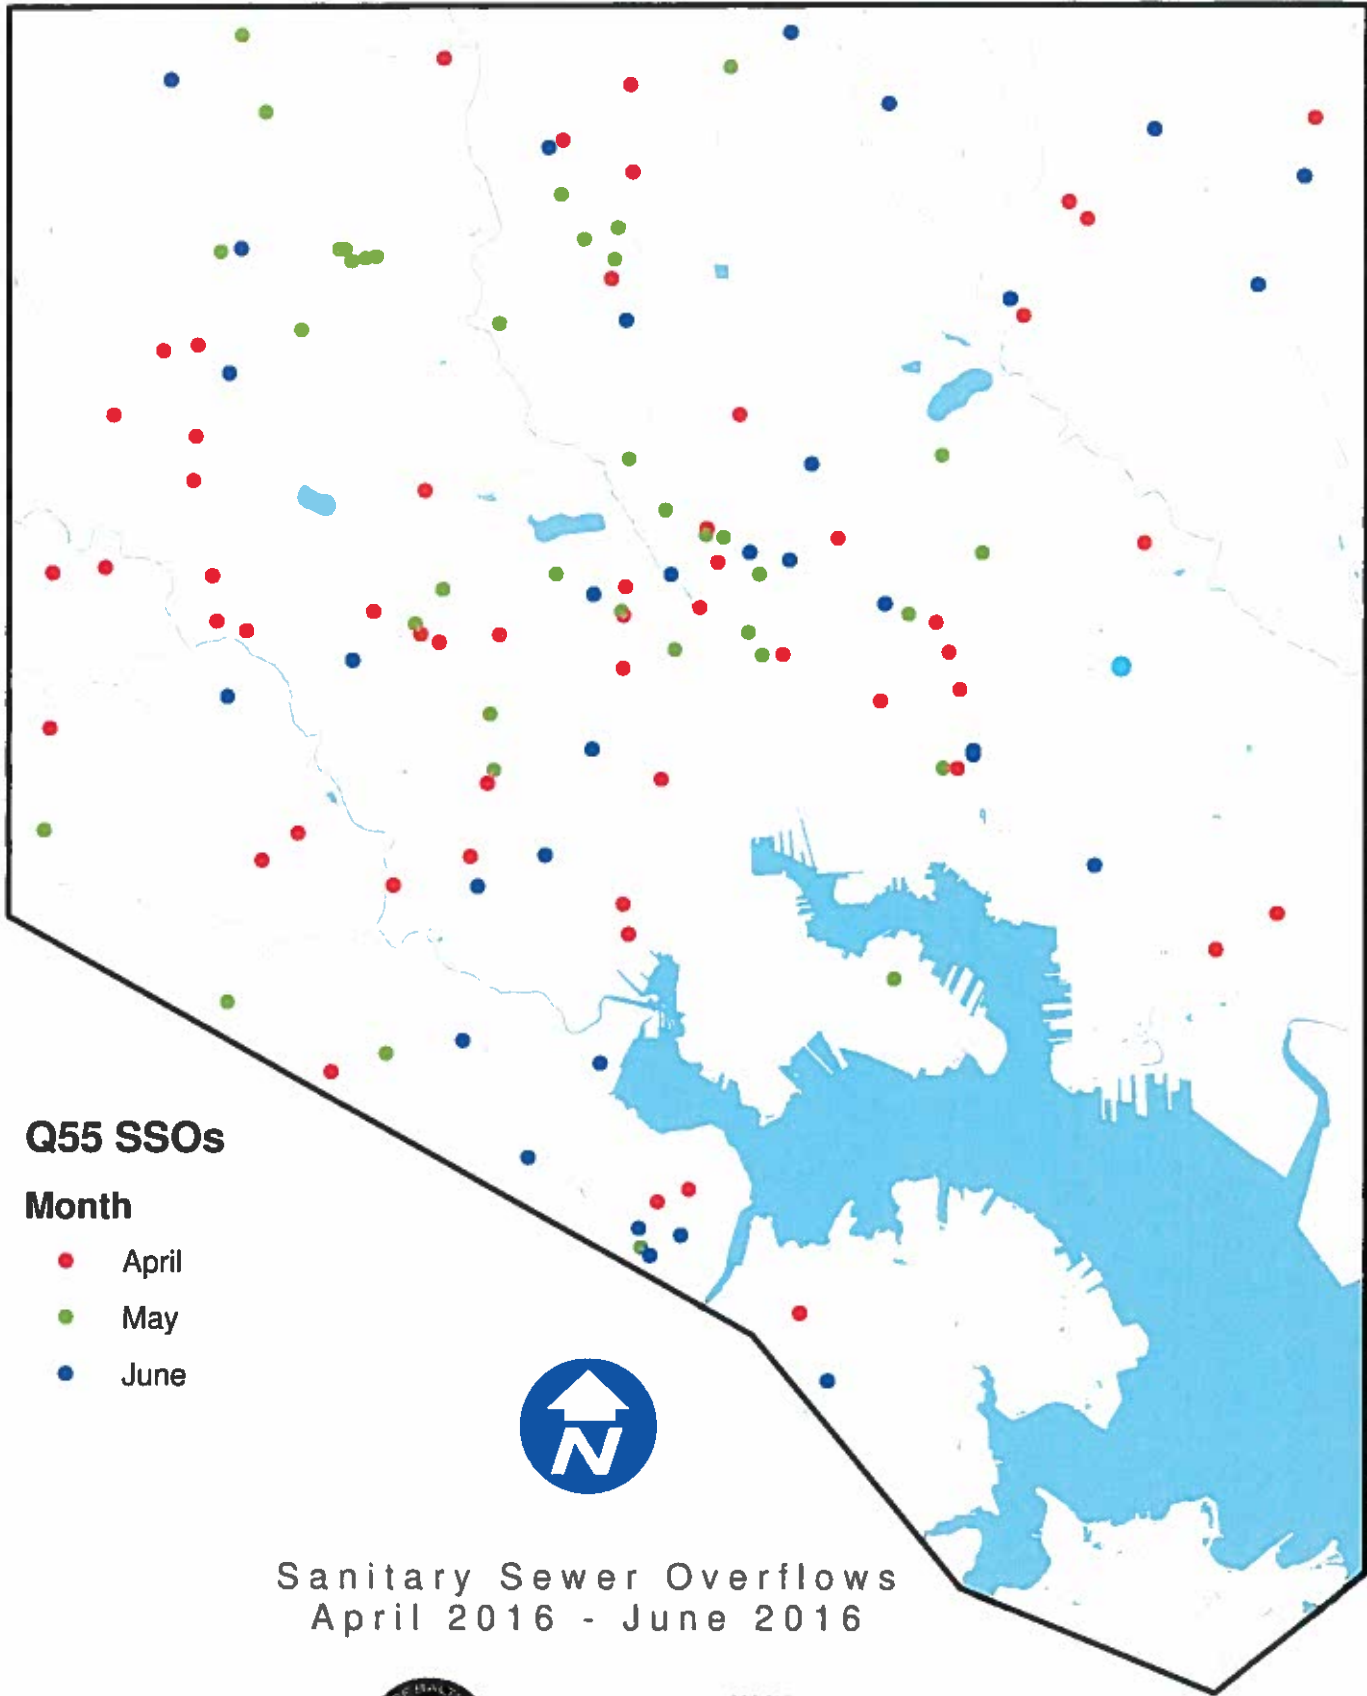 Q55 SSOs
Month
April
May
June
N
Sanitary Sewer Overflows
April 2016 - June 2016